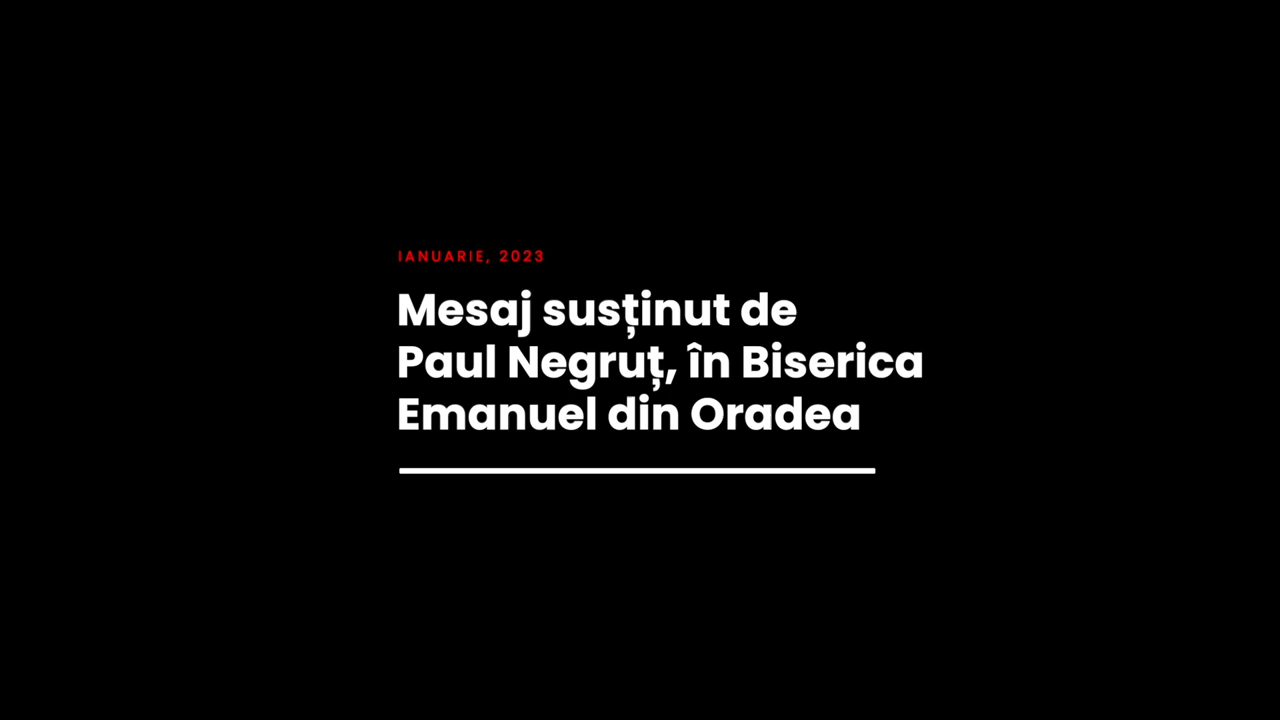 IANUARIE, 2023
Mesaj susținut de
Paul Negruț, în Biserica
Emanuel din Oradea